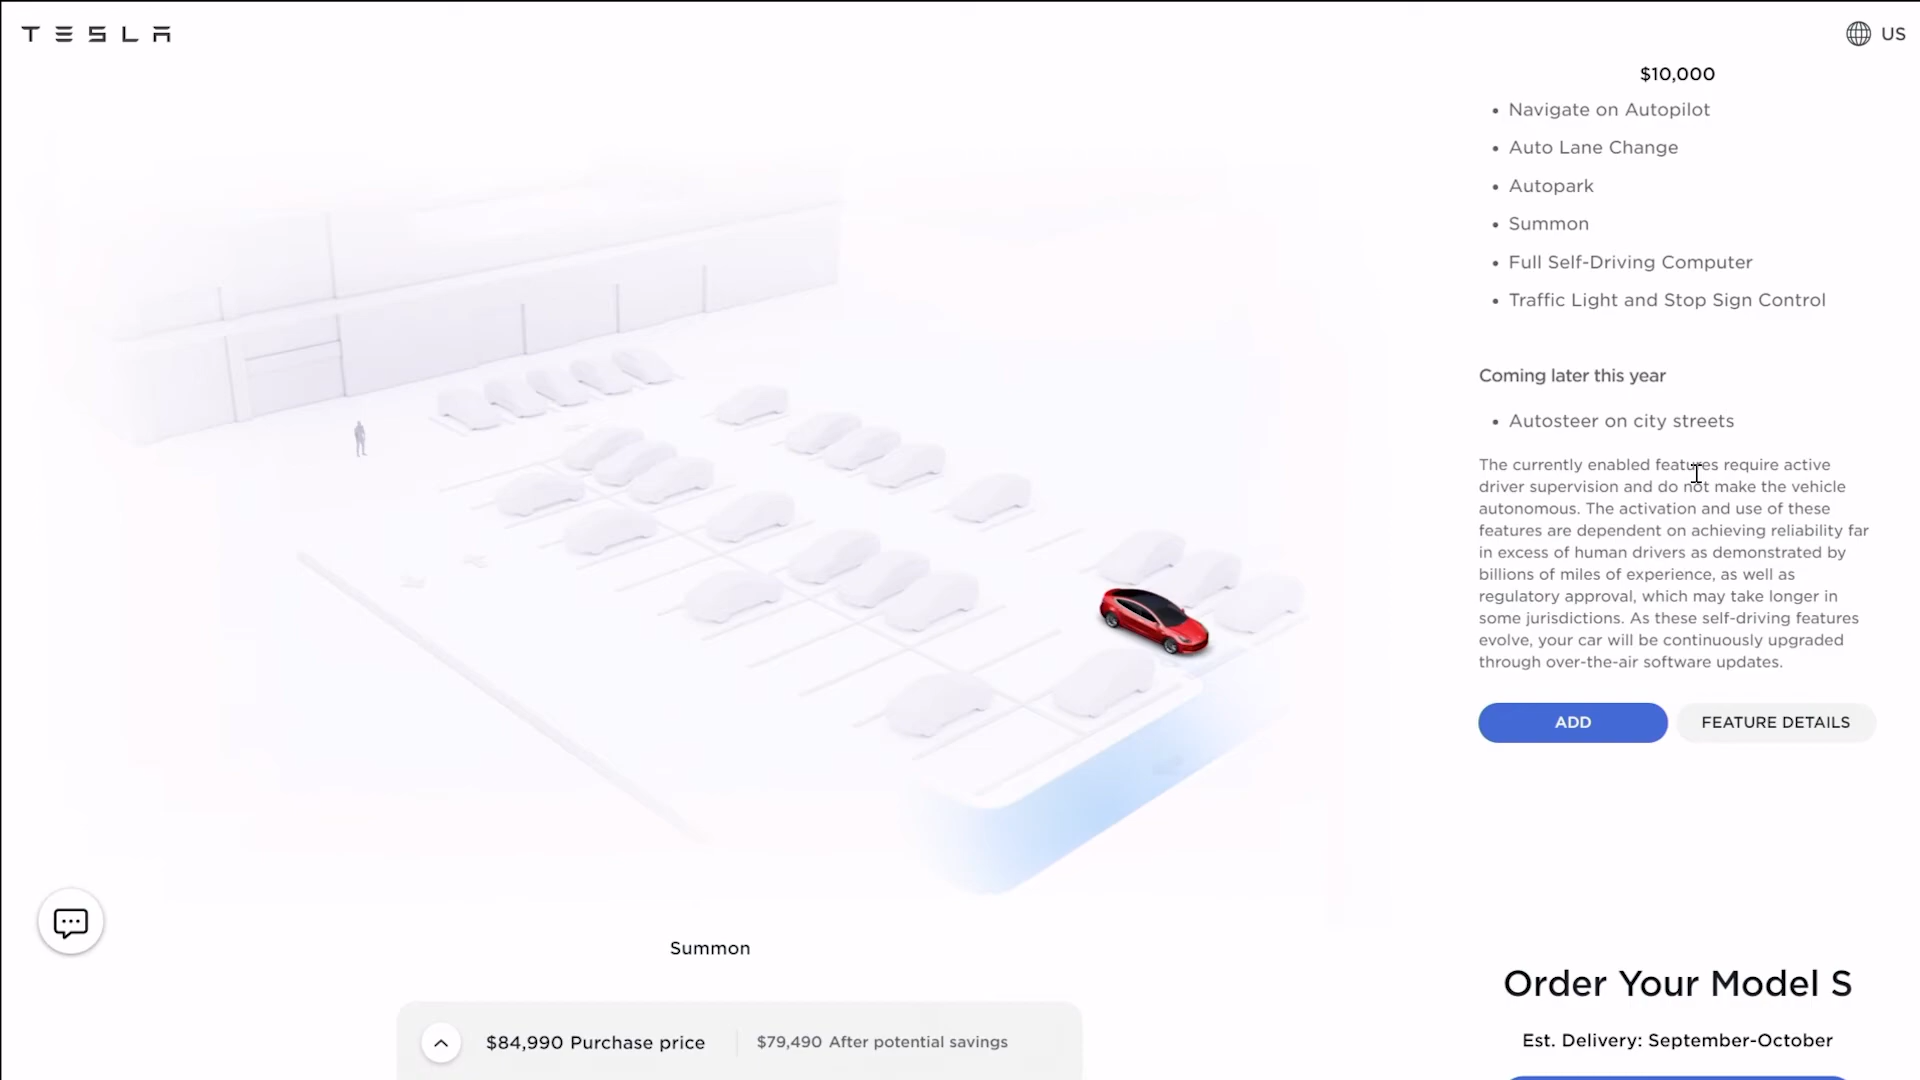 TESLA
US
$10,000
• Navigate on Autopilot
• Auto Lane Change
• Autopark
• Summon
• Full Self-Driving Computer
• Traffic Light and Stop Sign Control
Coming later this year
• Autosteer on city streets
The currently enabled features require active
driver supervision and do not make the vehicle
autonomous. The activation and use of these
features are dependent on achieving reliability far
in excess of human drivers as demonstrated by
billions of miles of experience, as well as
regulatory approval, which may take longer in
some jurisdictions. As these self-driving features
evolve, your car will be continuously upgraded
through over-the-air software updates.
ADD
FEATURE DETAILS
Summon
Order Your Model S
Est. Delivery: September-October
$84,990 Purchase price
$79,490 After potential savings